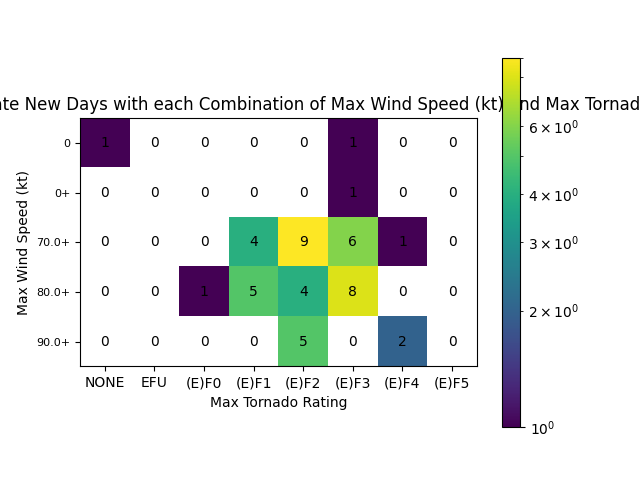 New Days with each Combination of Max Wind Speed (kt) and Max
Max Wind Speed (kt)
0 1 0 0 0 0 1 0 0
0+ 0 0 0 0 0 1 0 0
70.0+ 0 0 0 4 9 6 1 0
80.0+ 0 0 1 5 4 8 0 0
90.0+ 0 0 0 0 5 0 2 0
NONE EFU (E)F0 (E)F1 (E)F2 (E)F3 (E)F4 (E)F5
Max Tornado Rating
6 × 10⁰
4 × 10⁰
3 × 10⁰
2 × 10⁰
10⁰